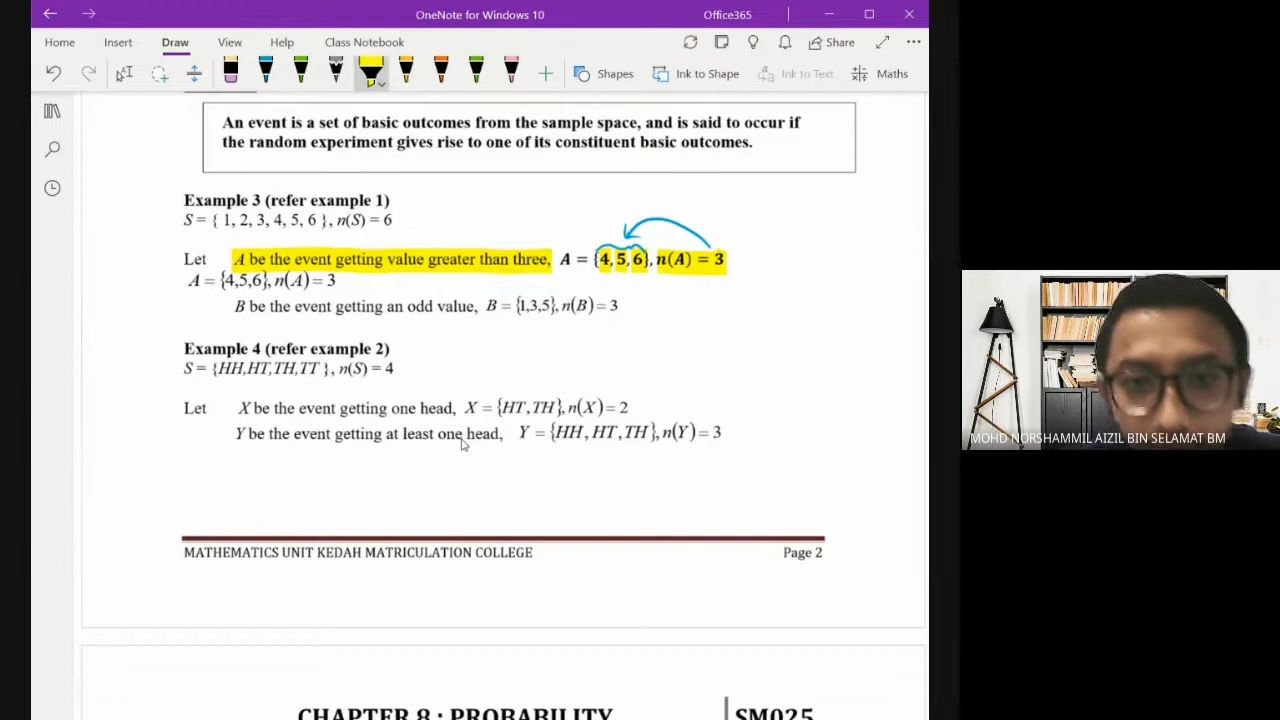 OneNote for Windows 10
Office365
Home Insert Draw View Help Class Notebook
Share
Shapes
Ink to Shape
Ink to Text
Maths
An event is a set of basic outcomes from the sample space, and is said to occur if
the random experiment gives rise to one of its constituent basic outcomes.
Example 3 (refer example 1)
S = { 1, 2, 3, 4, 5, 6 }, n(S) = 6
Let A be the event getting value greater than three, A = {4, 5, 6}, n(A) = 3
A = {4,5,6}, n(A) = 3
B be the event getting an odd value, B = {1,3,5}, n(B) = 3
Example 4 (refer example 2)
S = {HH,HT,TH,TT }, n(S) = 4
Let X be the event getting one head, X = {HT, TH}, n(X) = 2
Y be the event getting at least one head, Y = {HH, HT, TH}, n(Y) = 3
MATHEMATICS UNIT KEDAH MATRICULATION COLLEGE Page 2
CHAPTER 8 : PROBABILITY SM025
MOHD NORSHAMMIL AIZIL BIN SELAMAT BM